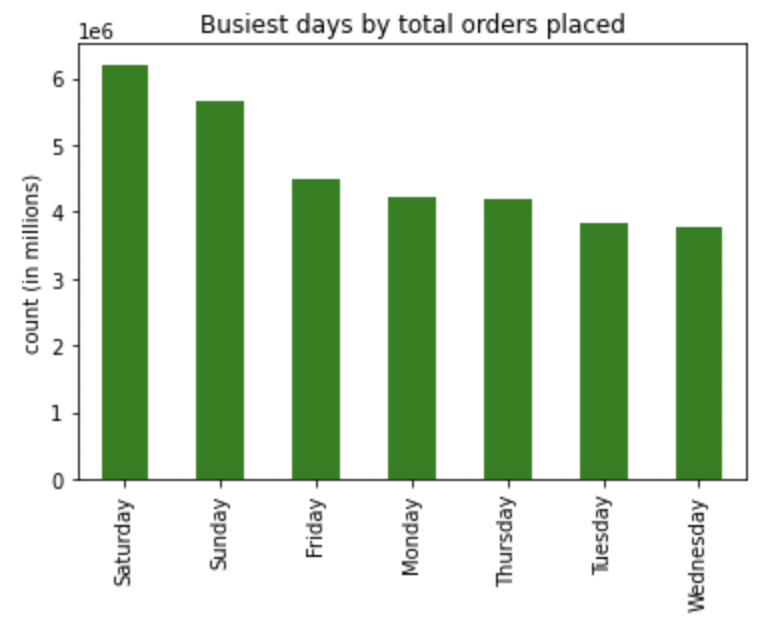 Busiest days by total orders placed
1e6
6
5
4
3
2
1
0
count (in millions)
Saturday
Sunday
Friday
Monday
Thursday
Tuesday
Wednesday